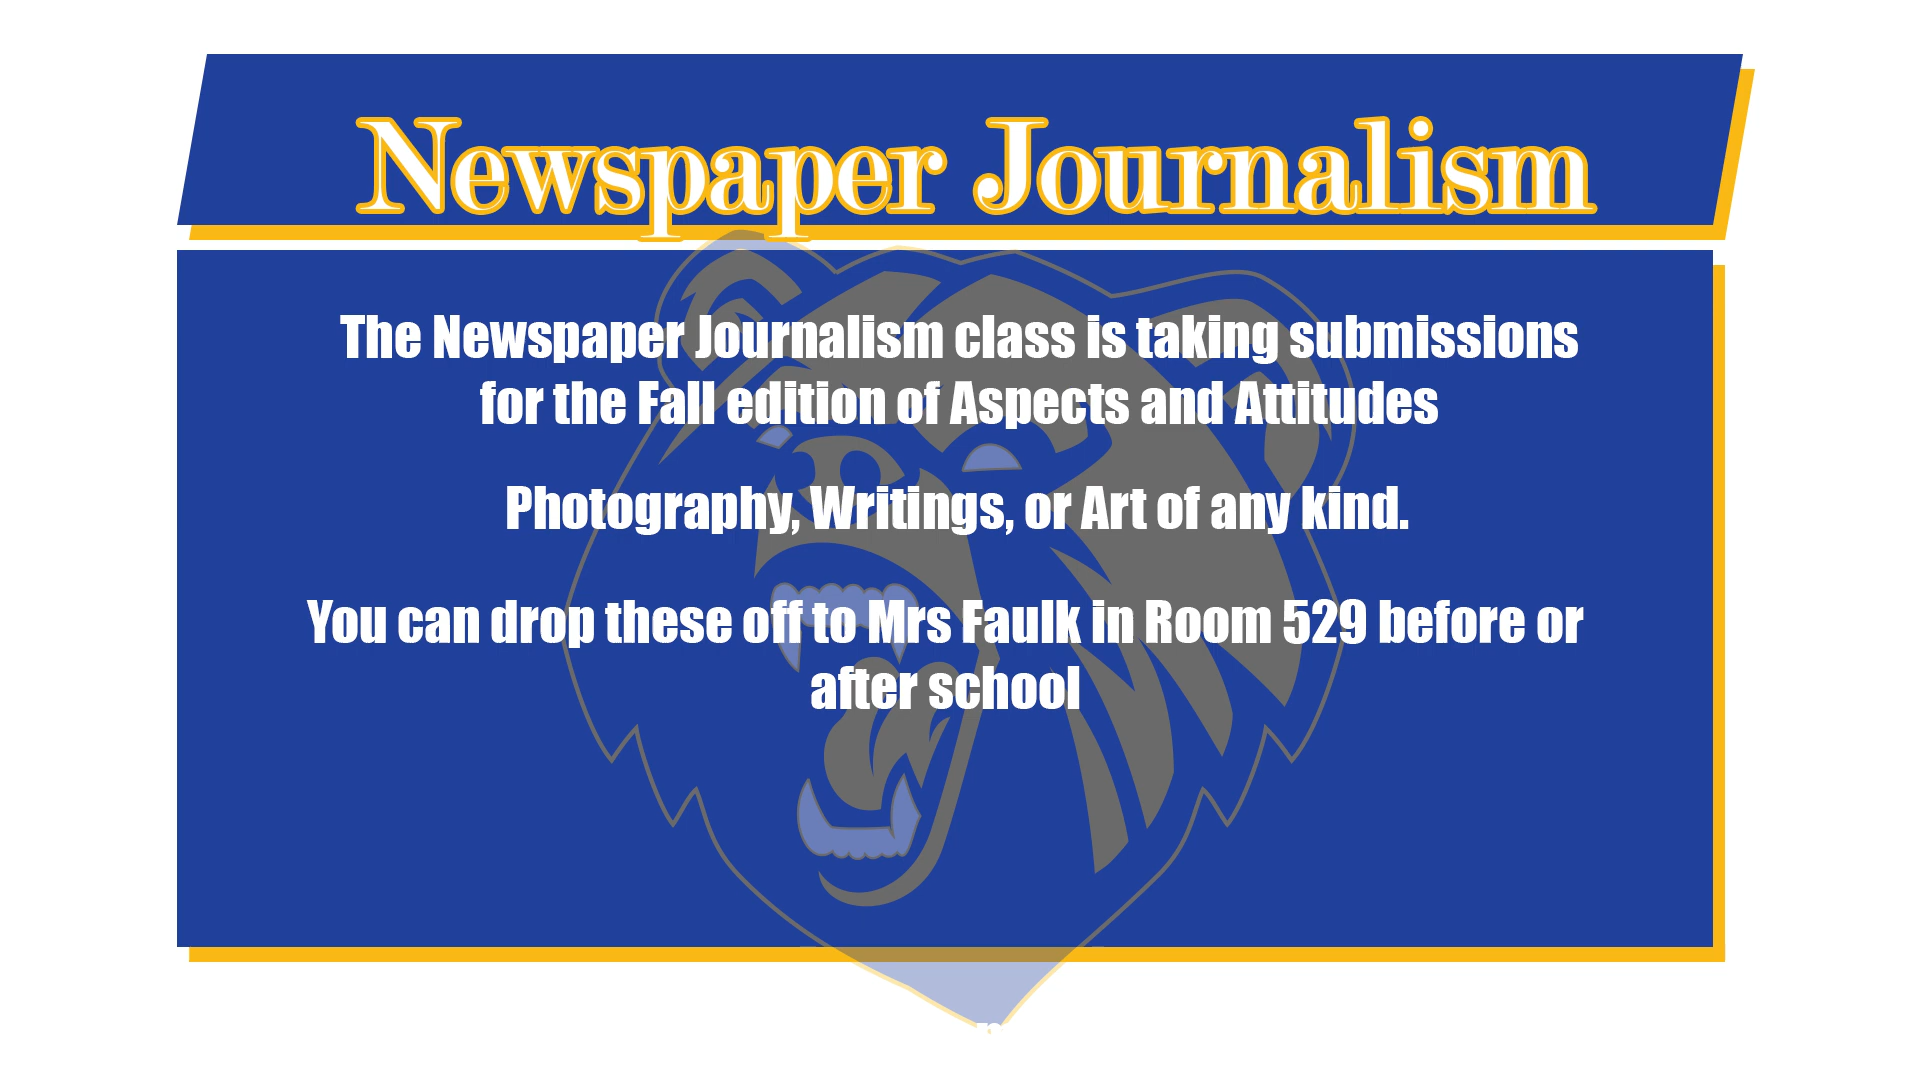 Newspaper Journalism
The Newspaper Journalism class is taking submissions
for the Fall edition of Aspects and Attitudes
Photography, Writings, or Art of any kind.
You can drop these off to Mrs Faulk in Room 529 before or
after school